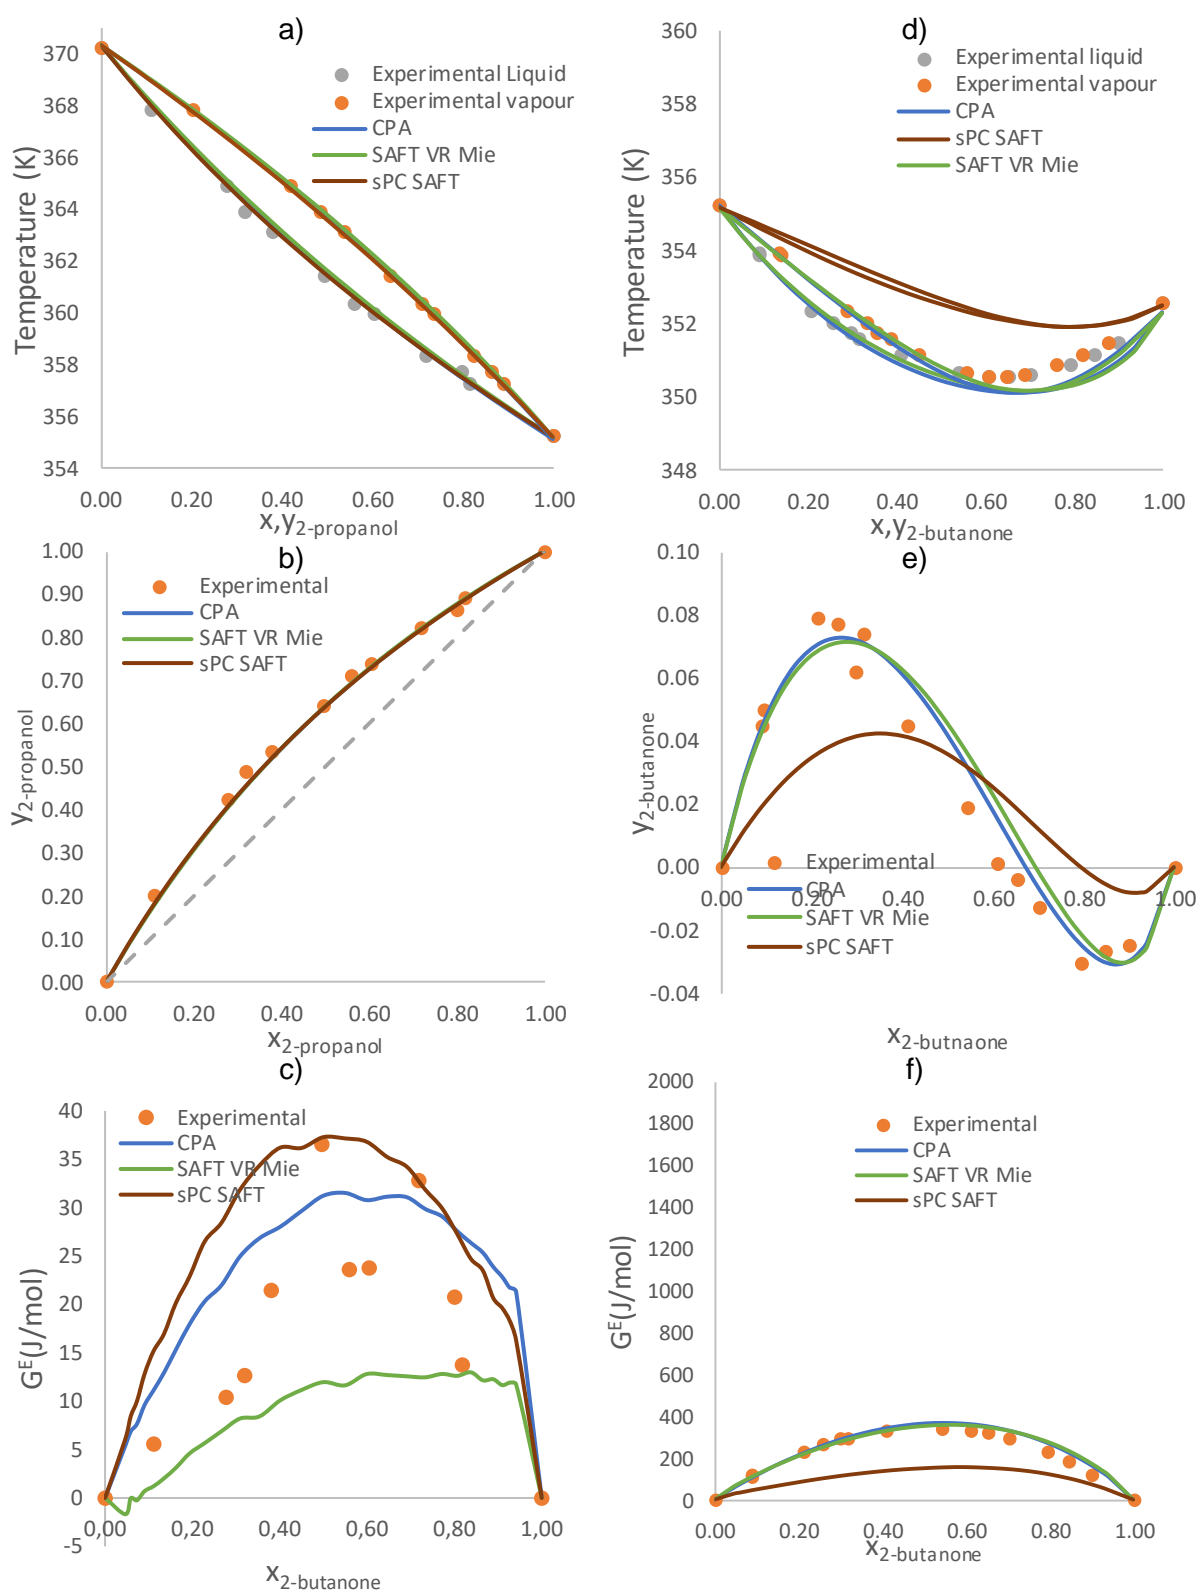 a)
Temperature (K)
370
368
366
364
362
360
358
356
354
Experimental Liquid
Experimental vapour
CPA
SAFT VR Mie
sPC SAFT
0.00 0.20 0.40 0.60 0.80 1.00
x,y2-propanol
d)
Temperature (K)
360
358
356
354
352
350
348
Experimental liquid
Experimental vapour
CPA
sPC SAFT
SAFT VR Mie
0.00 0.20 0.40 0.60 0.80 1.00
x,y2-butanone
b)
y2-propanol
1.00
0.90
0.80
0.70
0.60
0.50
0.40
0.30
0.20
0.10
0.00
Experimental
CPA
SAFT VR Mie
sPC SAFT
0.00 0.20 0.40 0.60 0.80 1.00
x2-propanol
e)
y2-butanone
0.10
0.08
0.06
0.04
0.02
0.00
-0.02
-0.04
Experimental
CPA
SAFT VR Mie
sPC SAFT
0.00 0.20 0.40 0.60 0.80 1.00
x2-butnaone
c)
GE(J/mol)
40
35
30
25
20
15
10
5
0
-5
Experimental
CPA
SAFT VR Mie
sPC SAFT
0,00 0,20 0,40 0,60 0,80 1,00
x2-butanone
f)
GE(J/mol)
2000
1800
1600
1400
1200
1000
800
600
400
200
0
Experimental
CPA
SAFT VR Mie
sPC SAFT
0.00 0.20 0.40 0.60 0.80 1.00
x2-butanone